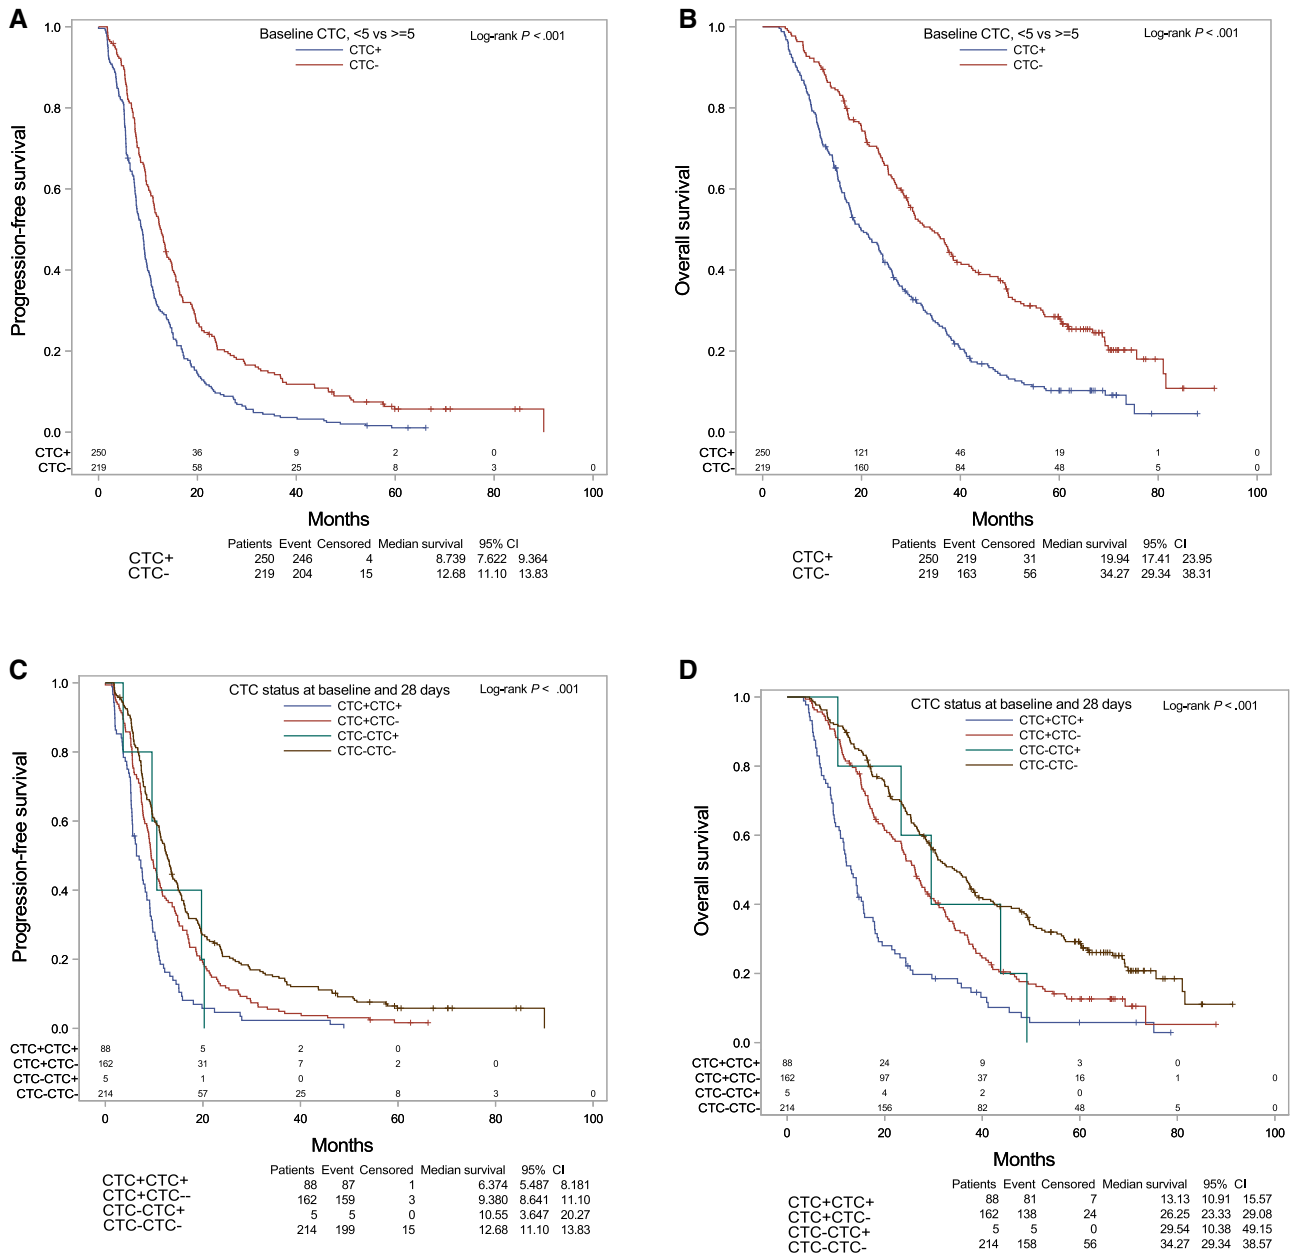 A
Baseline CTC, <5 vs >=5
Log-rank P < .001
CTC+
CTC-
Progression-free survival
1.0
0.8
0.6
0.4
0.2
0.0
CTC+ 250 36 9 2 0
CTC- 219 58 25 8 3 0
0 20 40 60 80 100
Months
Patients Event Censored Median survival 95% CI
CTC+ 250 246 4 8.739 7.622 9.364
CTC- 219 204 15 12.68 11.10 13.83
B
Baseline CTC, <5 vs >=5
Log-rank P < .001
CTC+
CTC-
Overall survival
1.0
0.8
0.6
0.4
0.2
0.0
CTC+ 250 121 46 19 1 0
CTC- 219 160 84 48 5 0
0 20 40 60 80 100
Months
Patients Event Censored Median survival 95% CI
CTC+ 250 219 31 19.94 17.41 23.95
CTC- 219 163 56 34.27 29.34 38.31
C
CTC status at baseline and 28 days
Log-rank P < .001
CTC+CTC+
CTC+CTC-
CTC-CTC+
CTC-CTC-
Progression-free survival
1.0
0.8
0.6
0.4
0.2
0.0
CTC+CTC+ 88 5 2 0
CTC+CTC- 162 31 7 2 0
CTC-CTC+ 5 1 0
CTC-CTC- 214 57 25 8 3 0
0 20 40 60 80 100
Months
Patients Event Censored Median survival 95% CI
CTC+CTC+ 88 87 1 6.374 5.487 8.181
CTC+CTC-- 162 159 3 9.380 8.641 11.10
CTC-CTC+ 5 5 0 10.55 3.647 20.27
CTC-CTC- 214 199 15 12.68 11.10 13.83
D
CTC status at baseline and 28 days
Log-rank P < .001
CTC+CTC+
CTC+CTC-
CTC-CTC+
CTC-CTC-
Overall survival
1.0
0.8
0.6
0.4
0.2
0.0
CTC+CTC+ 88 24 9 3 0
CTC+CTC- 162 97 37 16 1 0
CTC-CTC+ 5 4 2 0
CTC-CTC- 214 156 82 48 5 0
0 20 40 60 80 100
Months
Patients Event Censored Median survival 95% CI
CTC+CTC+ 88 81 7 13.13 10.91 15.57
CTC+CTC- 162 138 24 26.25 23.33 29.08
CTC-CTC+ 5 5 0 29.54 10.38 49.15
CTC-CTC- 214 158 56 34.27 29.34 38.57